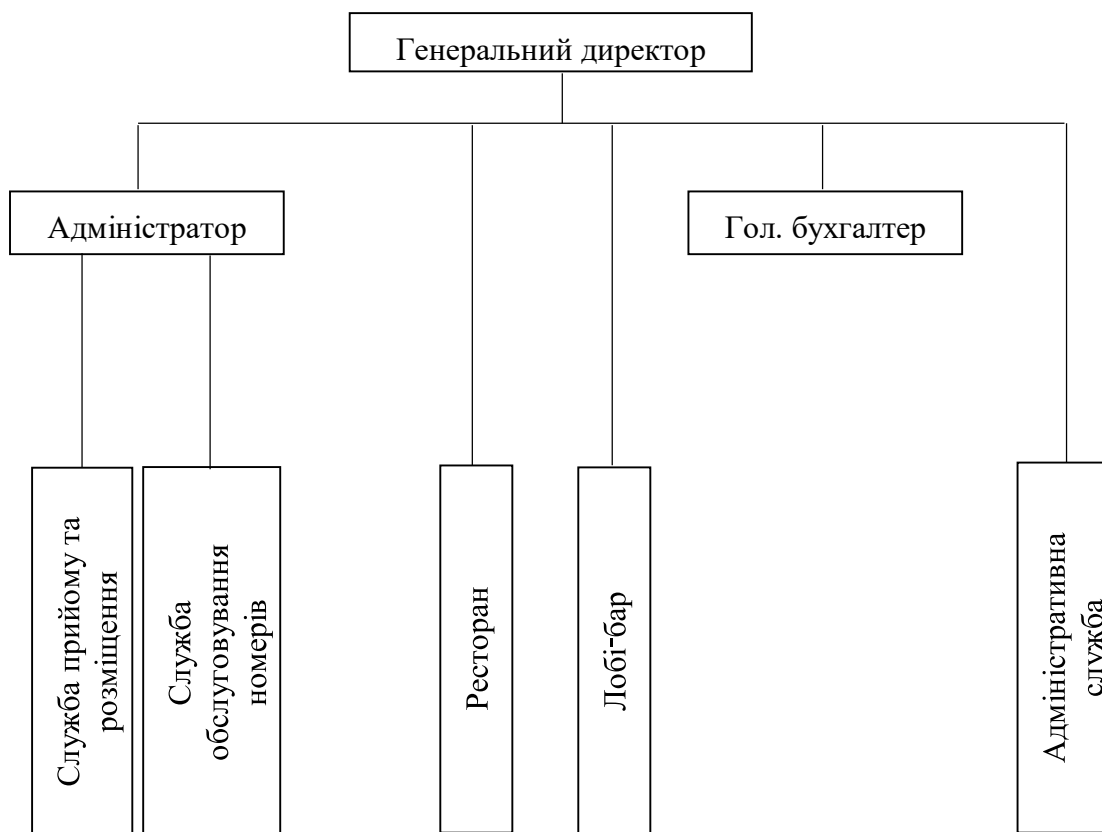 Генеральний директор
Адміністратор
Гол. бухгалтер
Служба прийому та
розміщення
Служба
обслуговування
номерів
Ресторан
Лобі-бар
Адміністративна
служба